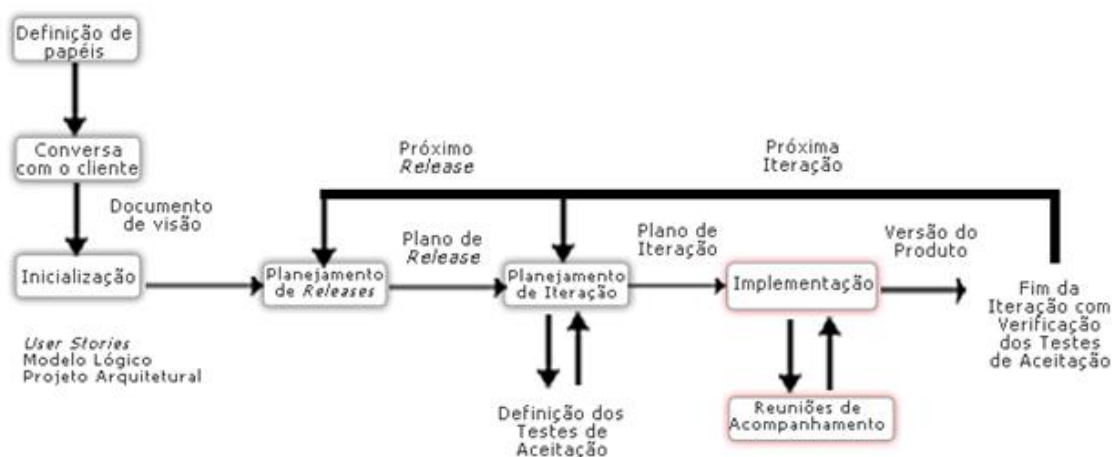 Definição de
papéis
Conversa
com o cliente
Documento
de visão
Inicialização
User Stories
Modelo Lógico
Projeto Arquitetural
Próximo
Release
Próxima
Iteração
Planejamento
de Releases
Plano de
Release
Planejamento
de Iteração
Plano de
Iteração
Implementação
Versão do
Produto
Fim da
Iteração com
Verificação
dos Testes
de Aceitação
Definição dos
Testes de
Aceitação
Reuniões de
Acompanhamento